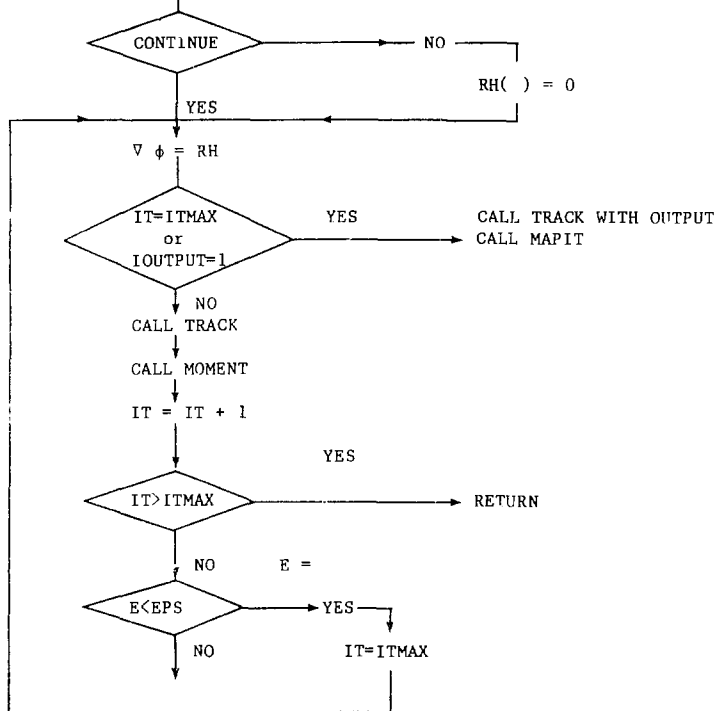 CONTINUE
NO
RH( ) = 0
YES
∇ φ = RH
IT=ITMAX
or
IOUTPUT=1
YES
CALL TRACK WITH OUTPUT
CALL MAPIT
NO
CALL TRACK
CALL MOMENT
IT = IT + 1
YES
IT>ITMAX
RETURN
NO
E =
E<EPS
YES
NO
IT=ITMAX